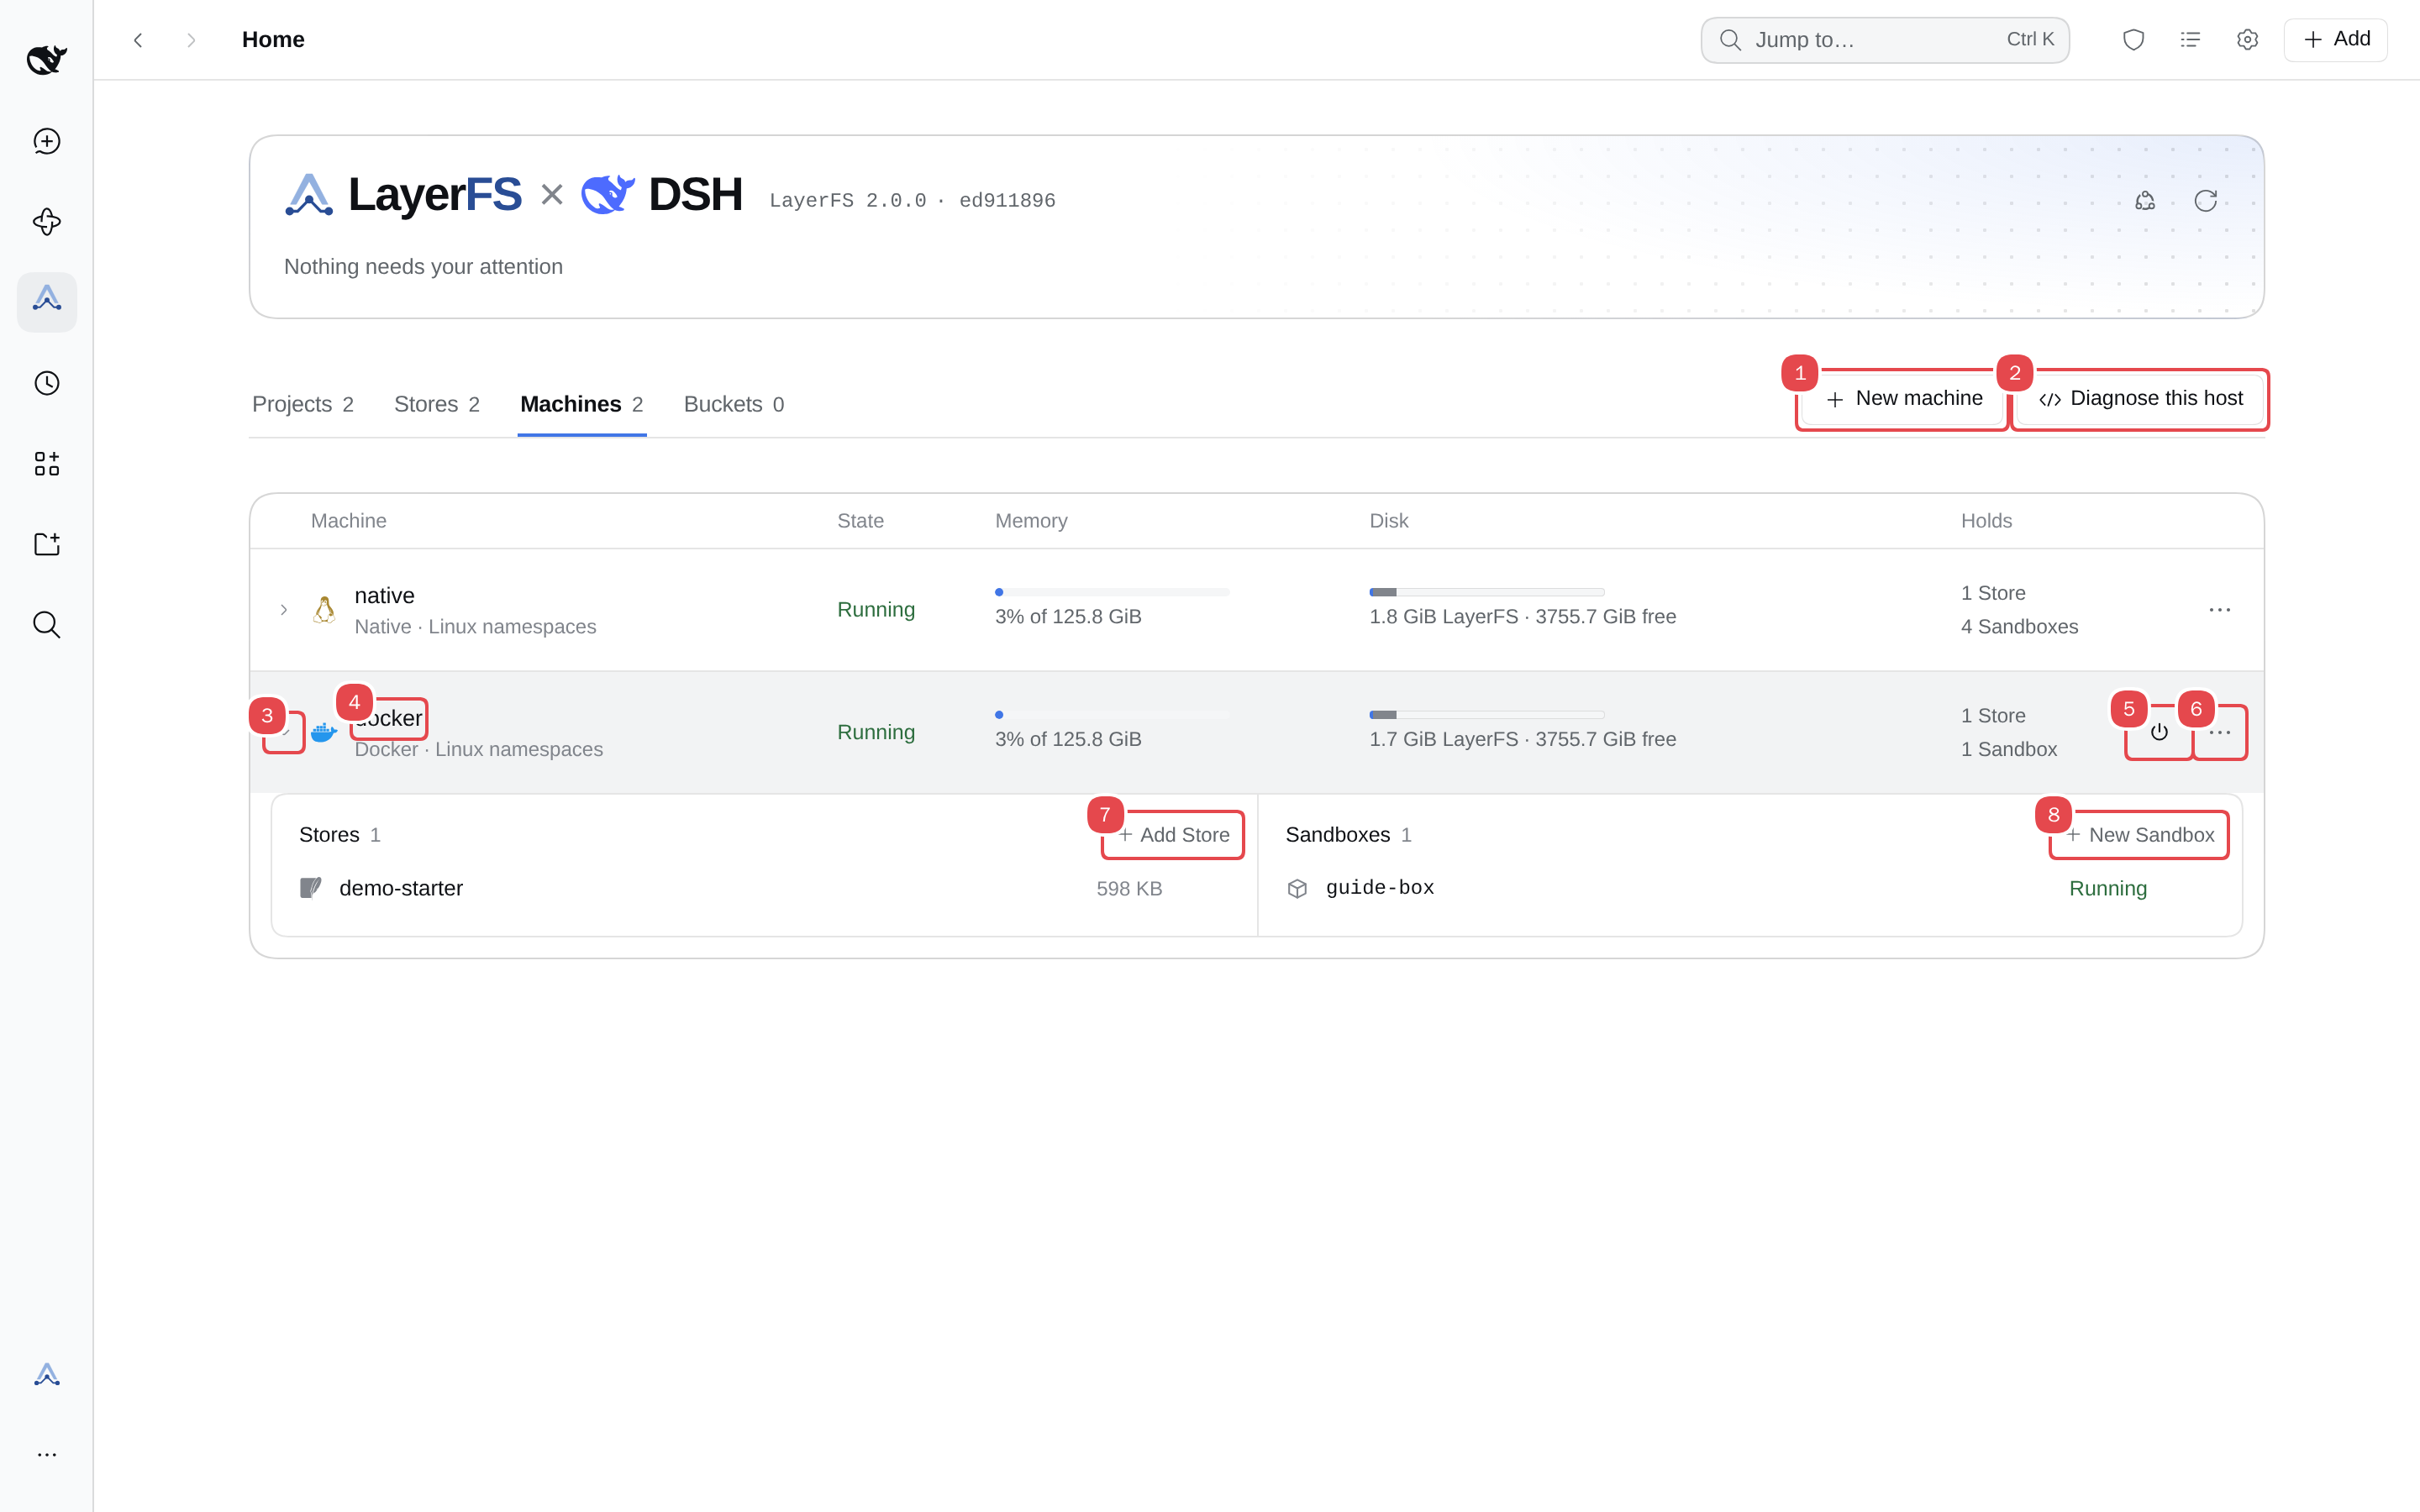 Home
Jump to…
Ctrl K
Add
LayerFS × DSH LayerFS 2.0.0 · ed911896
Nothing needs your attention
Projects 2
Stores 2
Machines 2
Buckets 0
1
New machine
2
Diagnose this host
Machine State Memory Disk Holds
native
Native · Linux namespaces
Running
3% of 125.8 GiB
1.8 GiB LayerFS · 3755.7 GiB free
1 Store
4 Sandboxes
3
4
docker
Docker · Linux namespaces
Running
3% of 125.8 GiB
1.7 GiB LayerFS · 3755.7 GiB free
1 Store
1 Sandbox
5
6
Stores 1
7
+ Add Store
demo-starter
598 KB
Sandboxes 1
8
+ New Sandbox
guide-box
Running